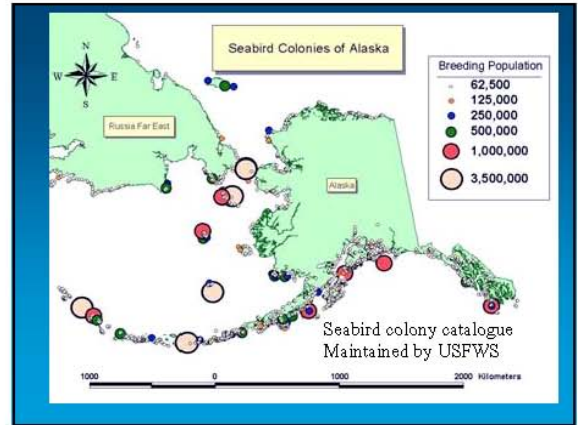 Seabird Colonies of Alaska
N
W E
S
Russia Far East
Alaska
Breeding Population
62,500
125,000
250,000
500,000
1,000,000
3,500,000
Seabird colony catalogue
Maintained by USFWS
1000 0 1000 2000 Kilometers